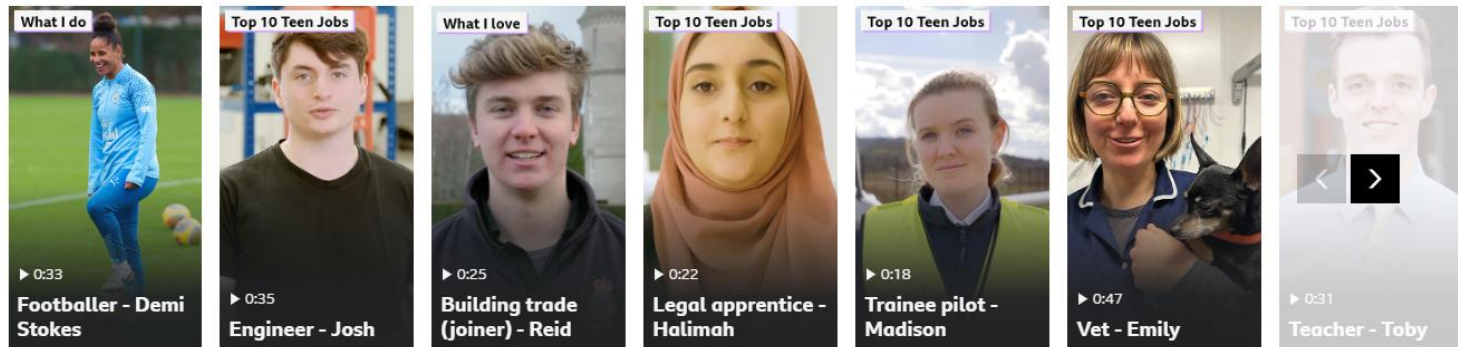 What I do
0:33
Footballer - Demi
Stokes
Top 10 Teen Jobs
0:35
Engineer - Josh
What I love
0:25
Building trade
(joiner) - Reid
Top 10 Teen Jobs
0:22
Legal apprentice -
Halimah
Top 10 Teen Jobs
0:18
Trainee pilot -
Madison
Top 10 Teen Jobs
0:47
Vet - Emily
Top 10 Teen Jobs
0:31
Teacher - Toby